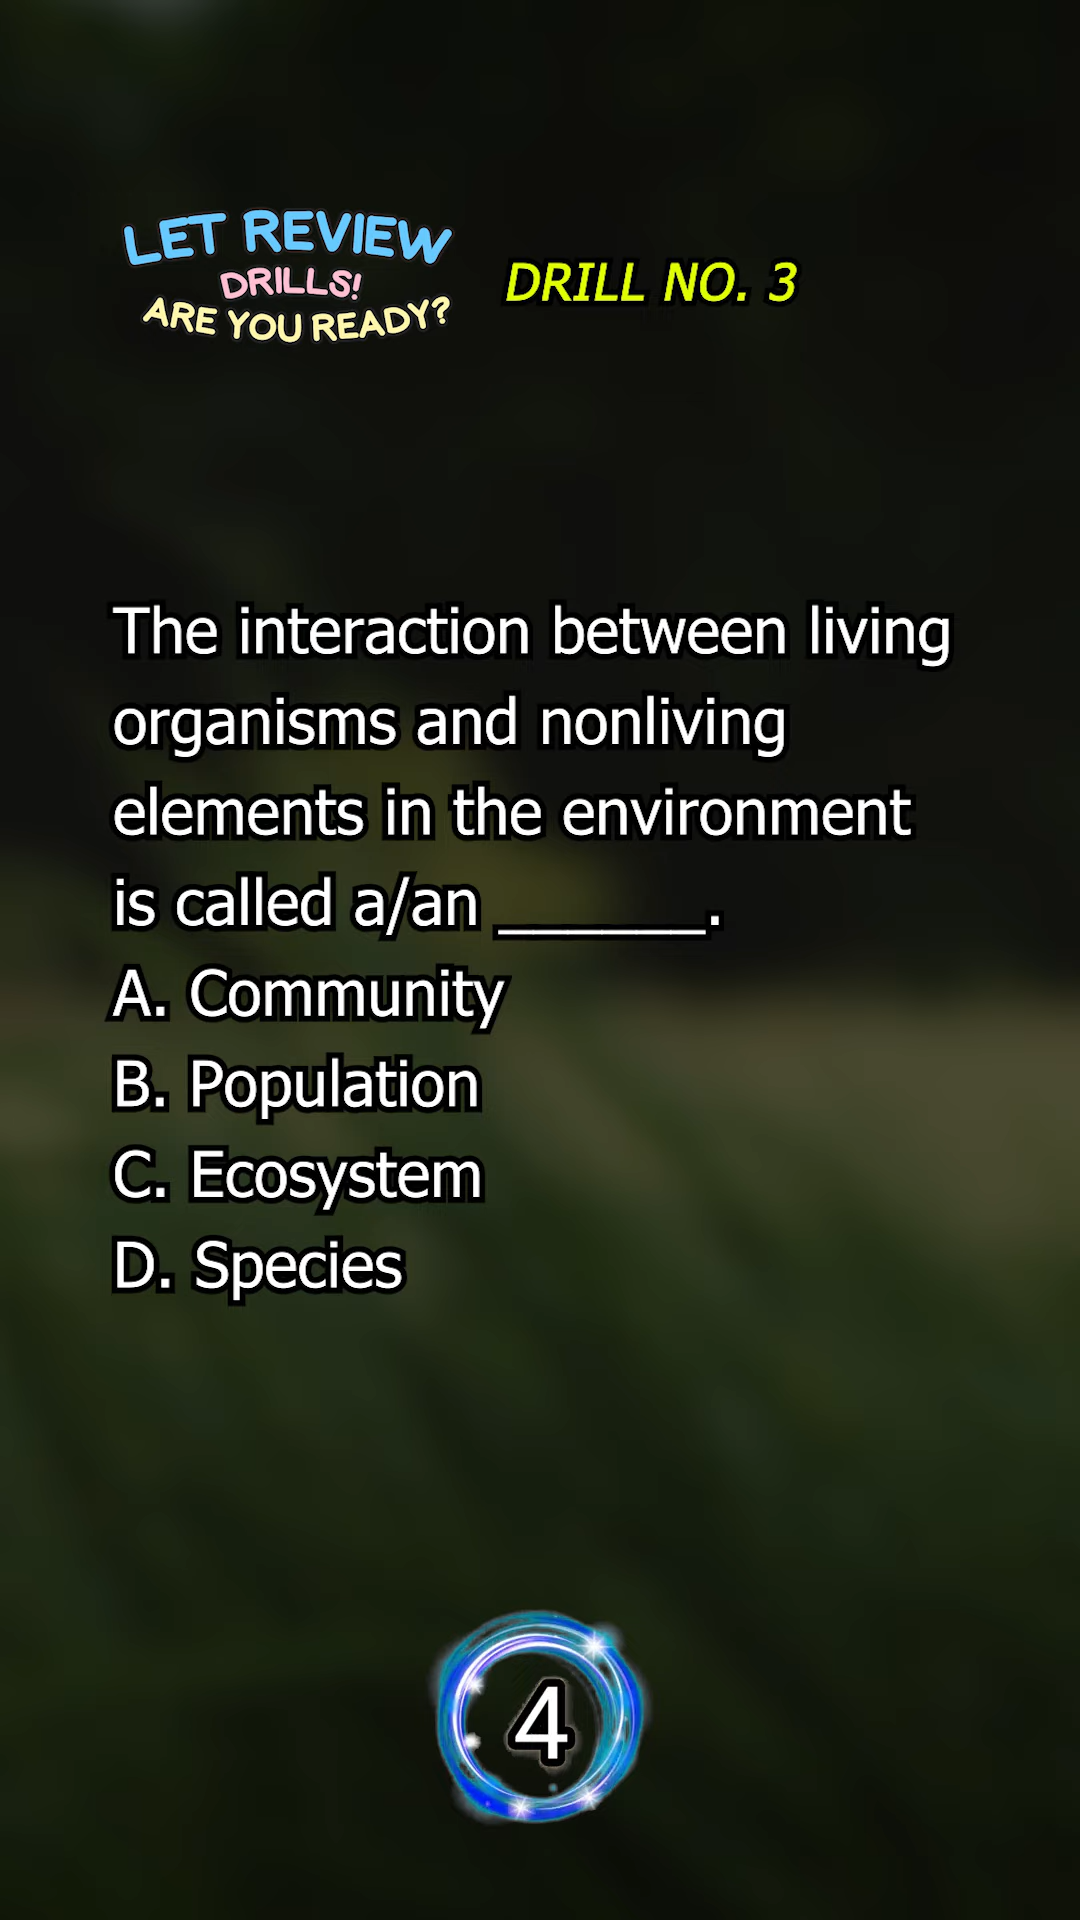 LET REVIEW
DRILLS!
ARE YOU READY?
DRILL NO. 3
The interaction between living
organisms and nonliving
elements in the environment
is called a/an ______.
A. Community
B. Population
C. Ecosystem
D. Species
4